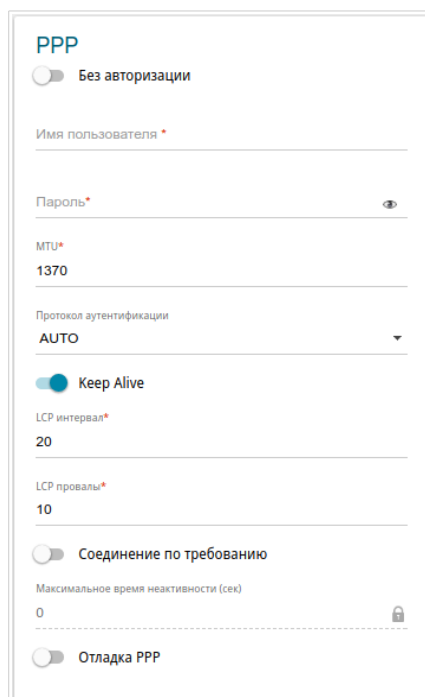 PPP
Без авторизации
Имя пользователя *
Пароль*
MTU*
1370
Протокол аутентификации
AUTO
Keep Alive
LCP интервал*
20
LCP провалы*
10
Соединение по требованию
Максимальное время неактивности (сек)
0
Отладка PPP